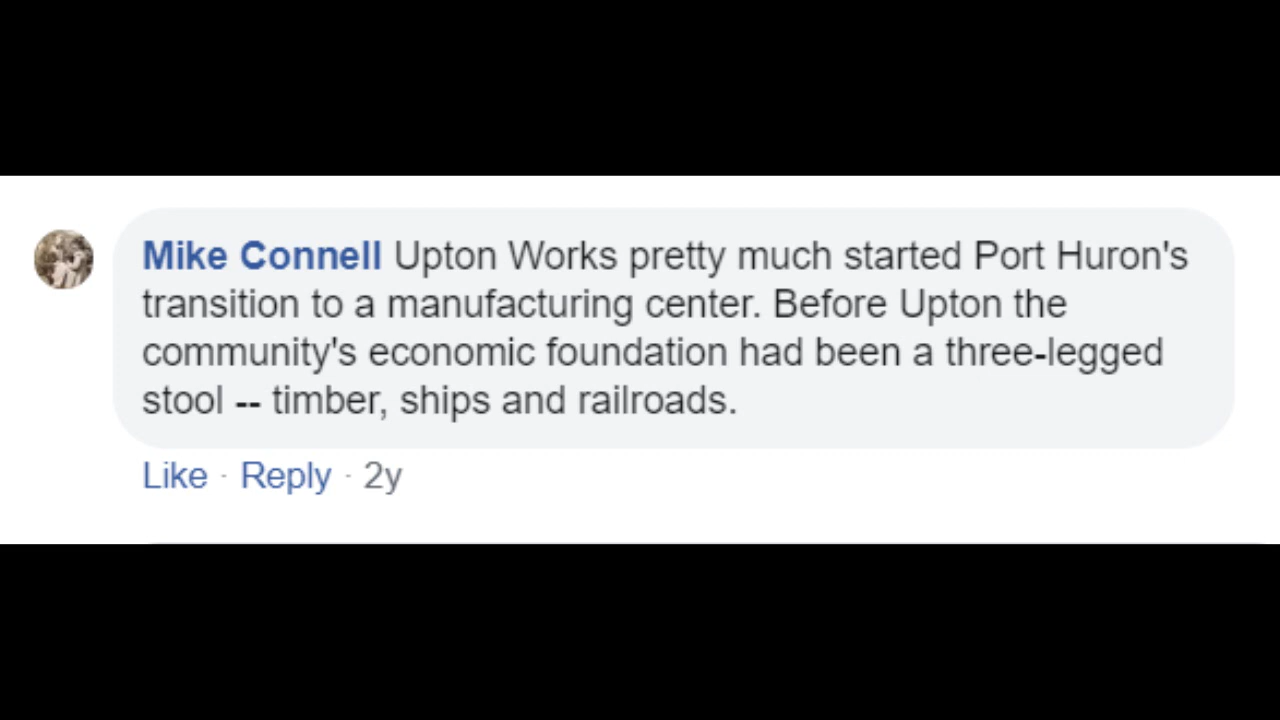 Mike Connell Upton Works pretty much started Port Huron's
transition to a manufacturing center. Before Upton the
community's economic foundation had been a three-legged
stool -- timber, ships and railroads.
Like · Reply · 2y